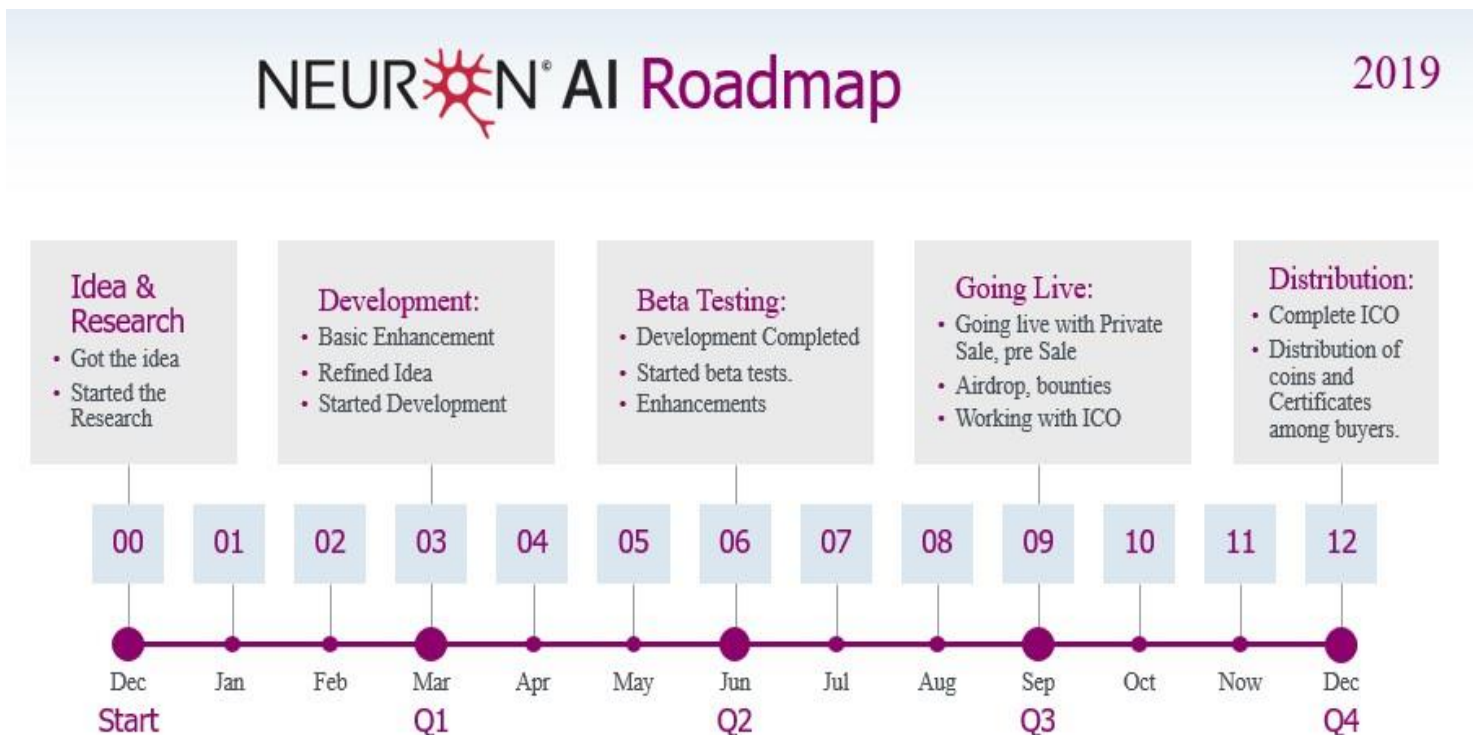 NEURON© AI Roadmap
2019
Idea &
Research
• Got the idea
• Started the
Research
Development:
• Basic Enhancement
• Refined Idea
• Started Development
Beta Testing:
• Development Completed
• Started beta tests.
• Enhancements
Going Live:
• Going live with Private
Sale, pre Sale
• Airdrop, bounties
• Working with ICO
Distribution:
• Complete ICO
• Distribution of
coins and
Certificates
among buyers.
00 01 02 03 04 05 06 07 08 09 10 11 12
Dec Jan Feb Mar Apr May Jun Jul Aug Sep Oct Now Dec
Start Q1 Q2 Q3 Q4